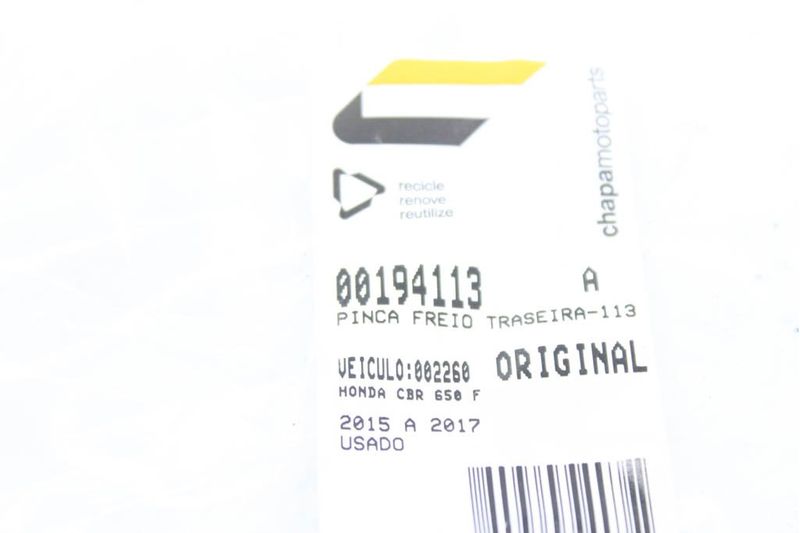 chapamotoparts
recicle
renove
reutilize
00194113 A
PINCA FREIO TRASEIRA-113
VEICULO:002260 ORIGINAL
HONDA CBR 650 F
2015 A 2017
USADO